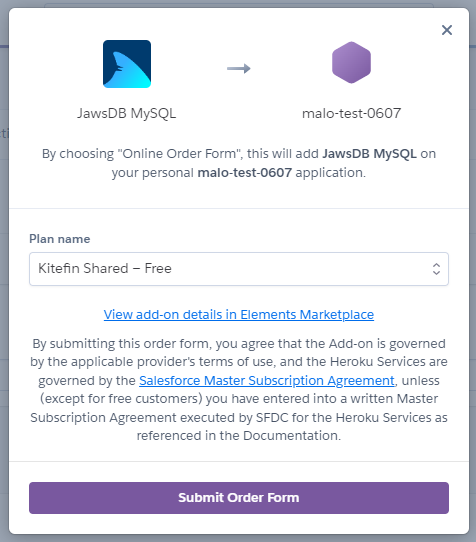 JawsDB MySQL
malo-test-0607
By choosing "Online Order Form", this will add JawsDB MySQL on
your personal malo-test-0607 application.
Plan name
Kitefin Shared – Free
View add-on details in Elements Marketplace
By submitting this order form, you agree that the Add-on is governed
by the applicable provider's terms of use, and the Heroku Services are
governed by the Salesforce Master Subscription Agreement, unless
(except for free customers) you have entered into a written Master
Subscription Agreement executed by SFDC for the Heroku Services as
referenced in the Documentation.
Submit Order Form